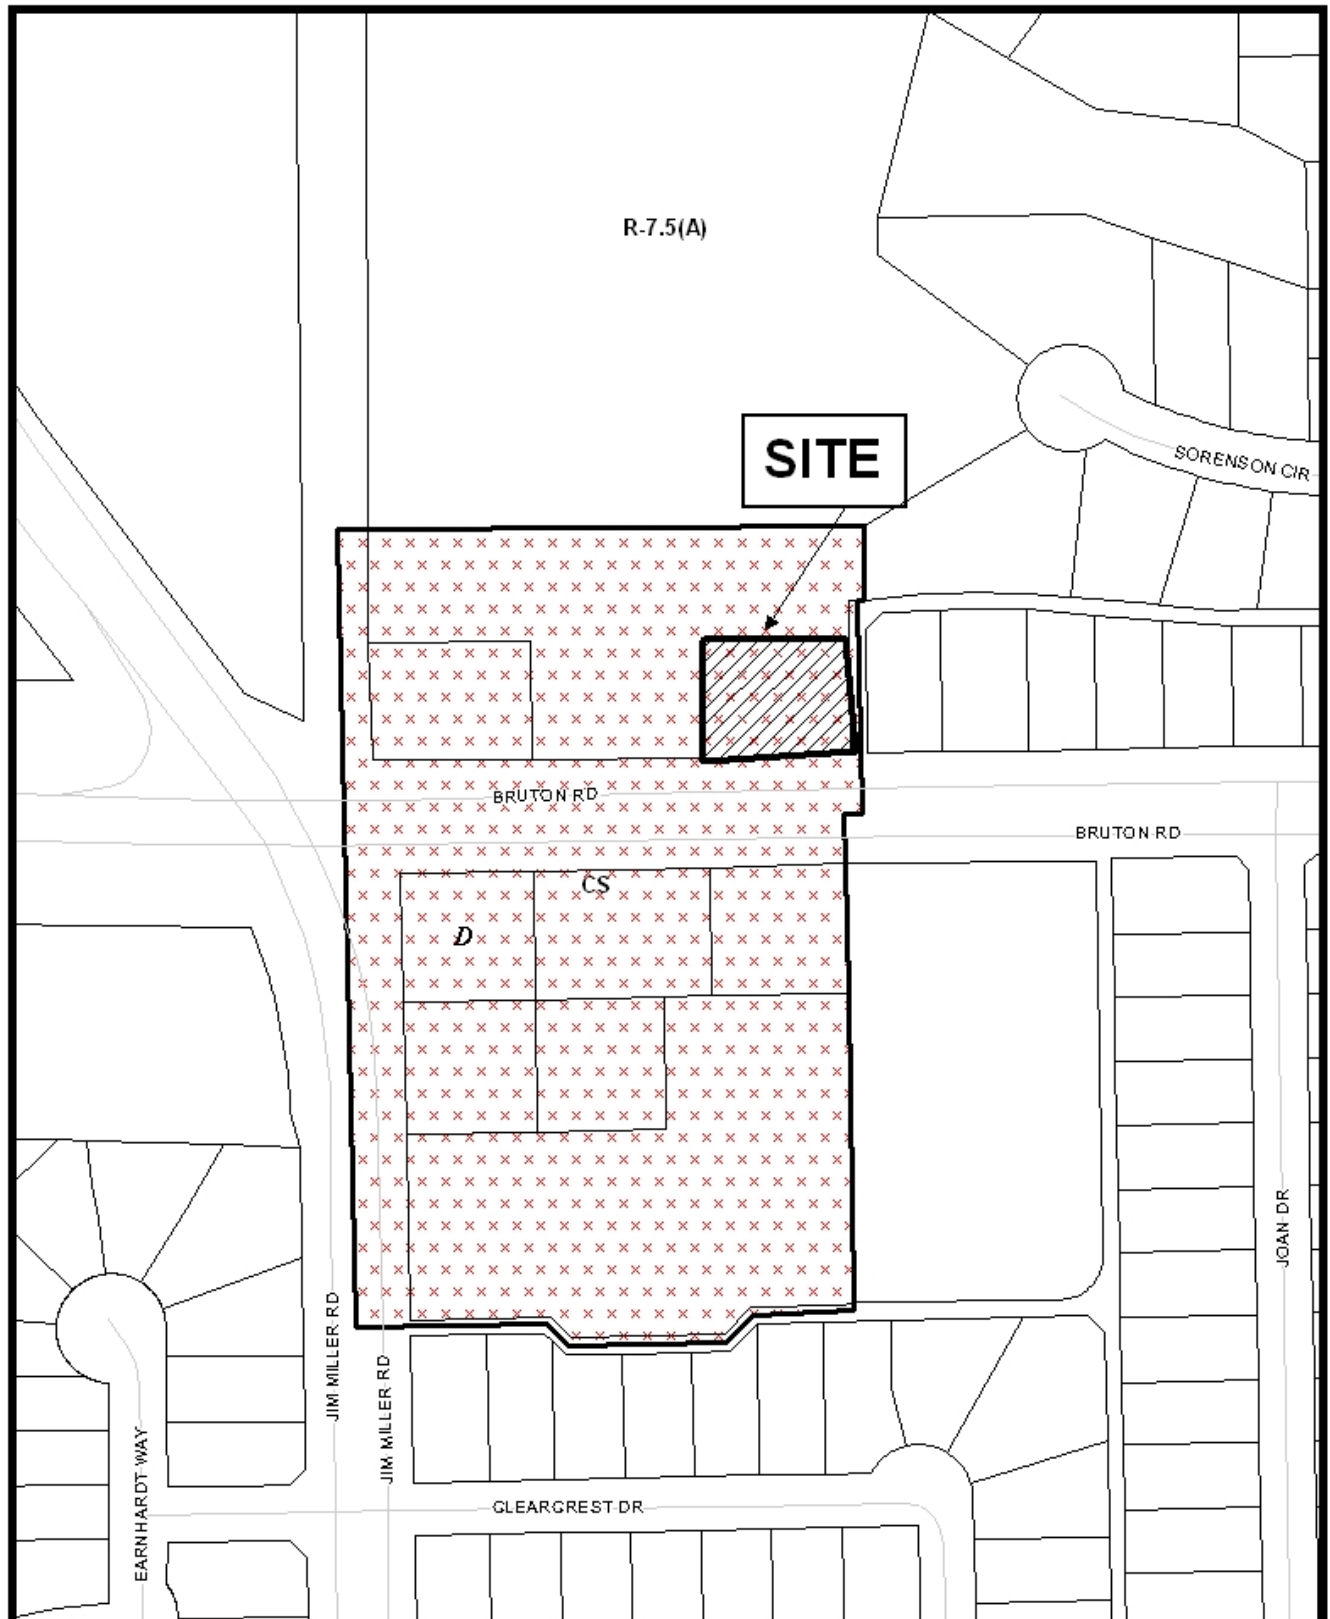 R-7.5(A)
SITE
SORENSON CIR
BRUTON RD
BRUTON RD
CS
D
JOAN DR
JIM MILLER RD
JIM MILLER RD
EARNHARDT WAY
CLEARCREST DR